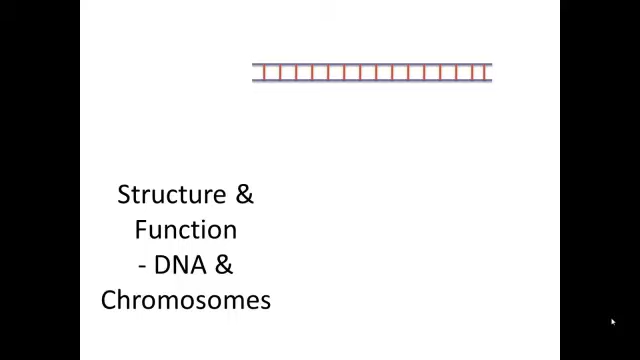 Structure &
Function
- DNA &
Chromosomes